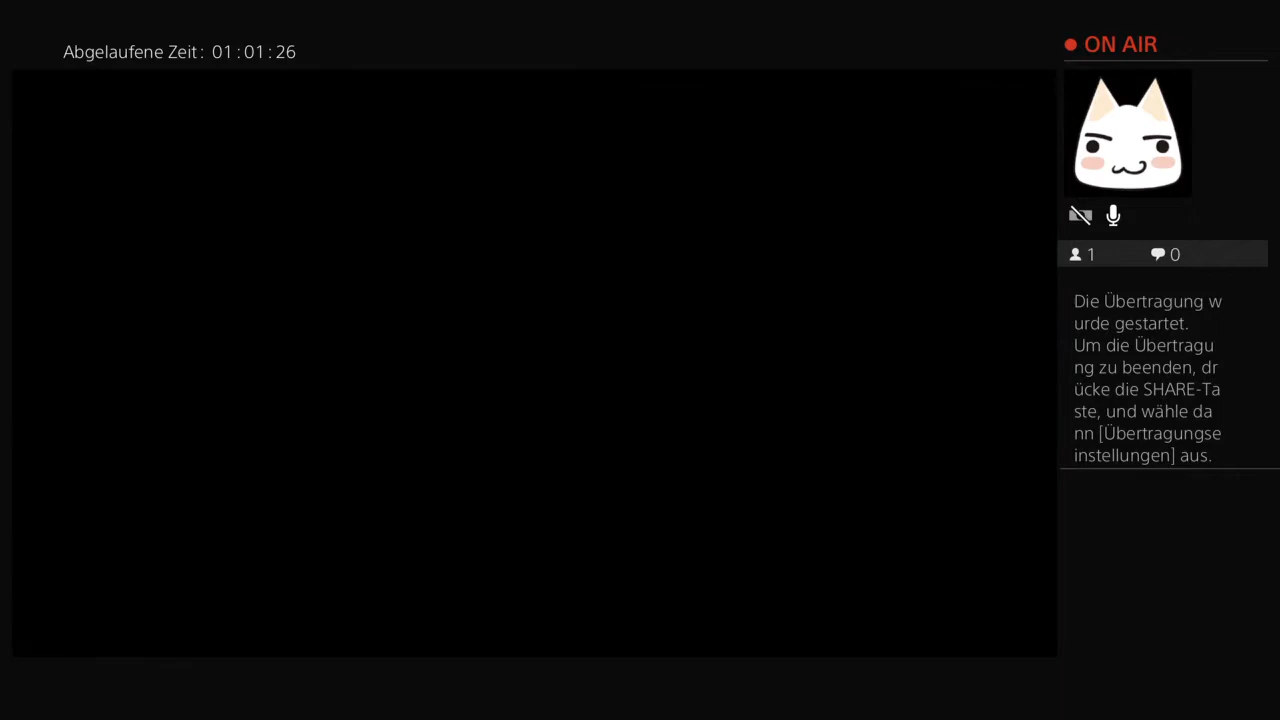 Abgelaufene Zeit: 01:01:26
ON AIR
1 0
Die Übertragung w
urde gestartet.
Um die Übertragu
ng zu beenden, dr
ücke die SHARE-Ta
ste, und wähle da
nn [Übertragungse
instellungen] aus.